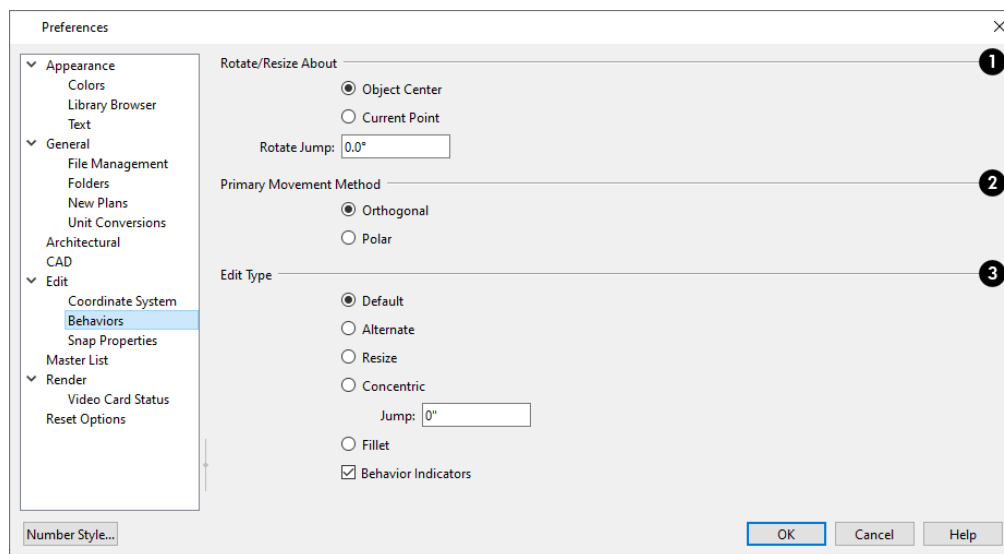 Preferences
Appearance
Colors
Library Browser
Text
General
File Management
Folders
New Plans
Unit Conversions
Architectural
CAD
Edit
Coordinate System
Behaviors
Snap Properties
Master List
Render
Video Card Status
Reset Options
Rotate/Resize About 1
Object Center
Current Point
Rotate Jump: 0.0°
Primary Movement Method 2
Orthogonal
Polar
Edit Type 3
Default
Alternate
Resize
Concentric
Jump: 0"
Fillet
Behavior Indicators
Number Style... OK Cancel Help